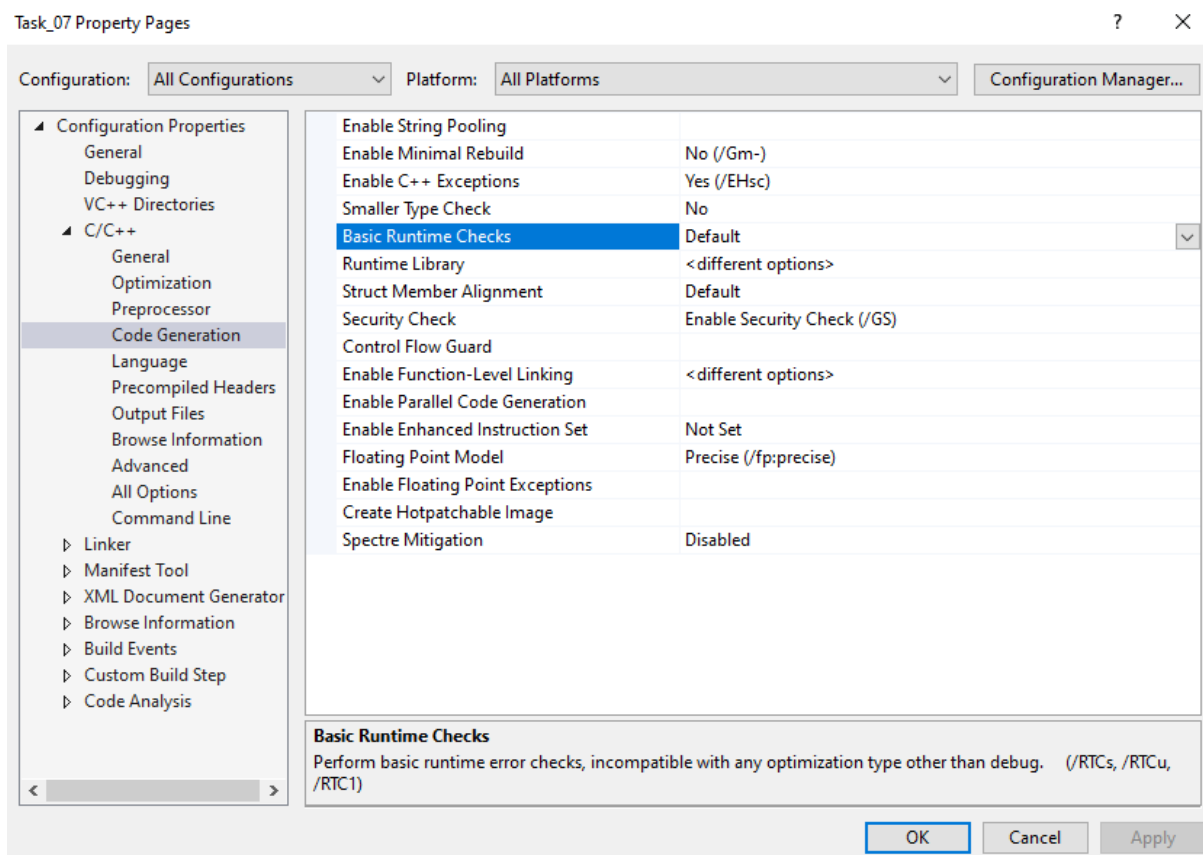 Task_07 Property Pages
?
Configuration: All Configurations Platform: All Platforms Configuration Manager...
Configuration Properties
General
Debugging
VC++ Directories
C/C++
General
Optimization
Preprocessor
Code Generation
Language
Precompiled Headers
Output Files
Browse Information
Advanced
All Options
Command Line
Linker
Manifest Tool
XML Document Generator
Browse Information
Build Events
Custom Build Step
Code Analysis
Enable String Pooling
Enable Minimal Rebuild No (/Gm-)
Enable C++ Exceptions Yes (/EHsc)
Smaller Type Check No
Basic Runtime Checks Default
Runtime Library <different options>
Struct Member Alignment Default
Security Check Enable Security Check (/GS)
Control Flow Guard
Enable Function-Level Linking <different options>
Enable Parallel Code Generation
Enable Enhanced Instruction Set Not Set
Floating Point Model Precise (/fp:precise)
Enable Floating Point Exceptions
Create Hotpatchable Image
Spectre Mitigation Disabled
Basic Runtime Checks
Perform basic runtime error checks, incompatible with any optimization type other than debug. (/RTCs, /RTCu,
/RTC1)
OK Cancel Apply